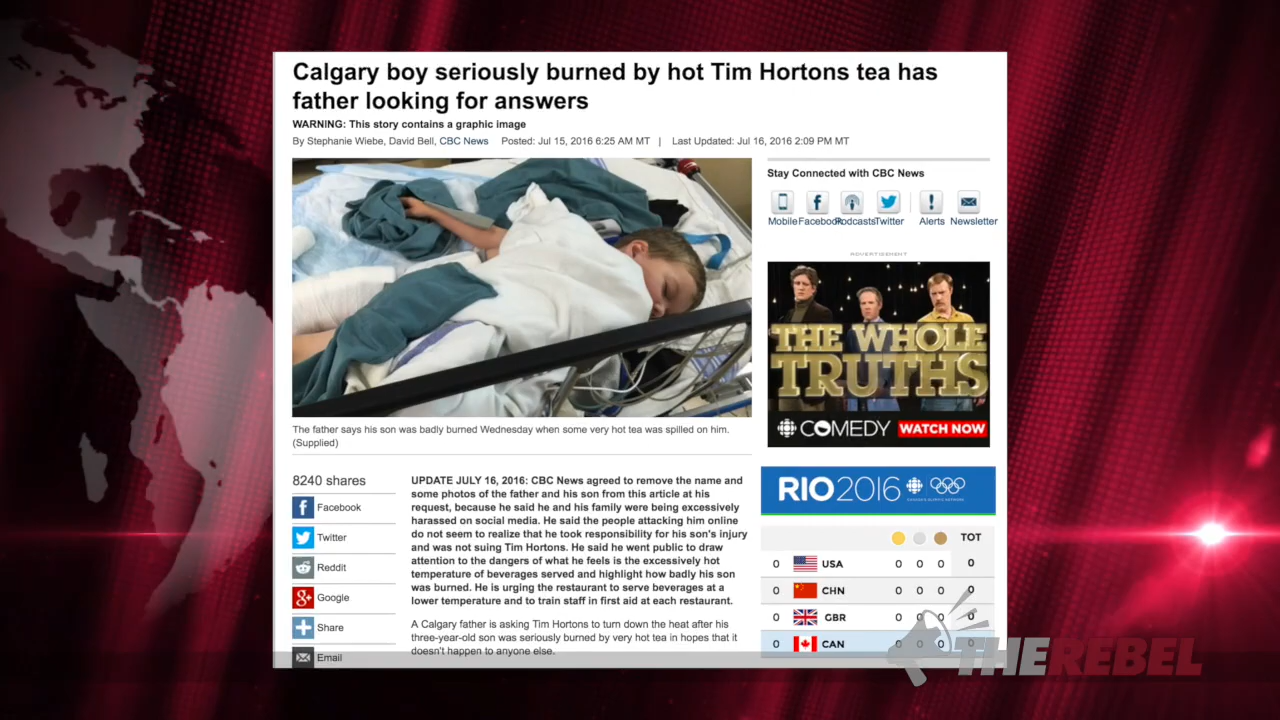 Calgary boy seriously burned by hot Tim Hortons tea has
father looking for answers
WARNING: This story contains a graphic image
By Stephanie Wiebe, David Bell, CBC News Posted: Jul 15, 2016 6:25 AM MT | Last Updated: Jul 16, 2016 2:09 PM MT
The father says his son was badly burned Wednesday when some very hot tea was spilled on him.
(Supplied)
8240 shares
Facebook
Twitter
Reddit
Google
Share
Email
UPDATE JULY 16, 2016: CBC News agreed to remove the name and
some photos of the father and his son from this article at his
request, because he said he and his family were being excessively
harassed on social media. He said the people attacking him online
do not seem to realize that he took responsibility for his son's injury
and was not suing Tim Hortons. He said he went public to draw
attention to the dangers of what he feels is the excessively hot
temperature of beverages served and highlight how badly his son
was burned. He is urging the restaurant to serve beverages at a
lower temperature and to train staff in first aid at each restaurant.
A Calgary father is asking Tim Hortons to turn down the heat after his
three-year-old son was seriously burned by very hot tea in hopes that it
doesn't happen to anyone else.
Stay Connected with CBC News
Mobile Facebook Podcasts Twitter Alerts Newsletter
ADVERTISEMENT
THE WHOLE
TRUTHS
COMEDY WATCH NOW
RIO2016
TOT
0 USA 0 0 0 0
0 CHN 0 0 0 0
0 GBR 0 0 0 0
0 CAN 0 0 0 0
THEREBEL